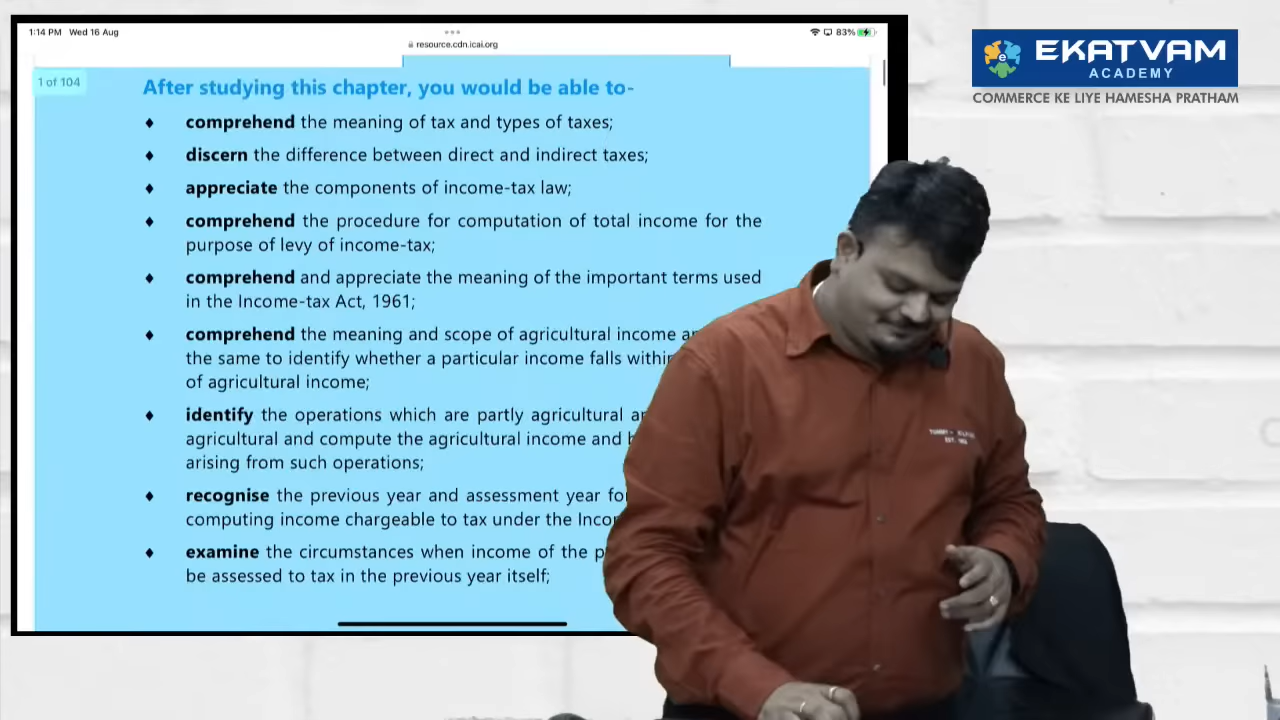 1:14 PM Wed 16 Aug
83%
resource.cdn.icai.org
EKATVAM
ACADEMY
COMMERCE KE LIYE HAMESHA PRATHAM
1 of 104
After studying this chapter, you would be able to-
♦ comprehend the meaning of tax and types of taxes;
♦ discern the difference between direct and indirect taxes;
♦ appreciate the components of income-tax law;
♦ comprehend the procedure for computation of total income for the
purpose of levy of income-tax;
♦ comprehend and appreciate the meaning of the important terms used
in the Income-tax Act, 1961;
♦ comprehend the meaning and scope of agricultural income
the same to identify whether a particular income falls within
of agricultural income;
♦ identify the operations which are partly agricultural
agricultural and compute the agricultural income and
arising from such operations;
♦ recognise the previous year and assessment year
computing income chargeable to tax under the
♦ examine the circumstances when income of the
be assessed to tax in the previous year itself;